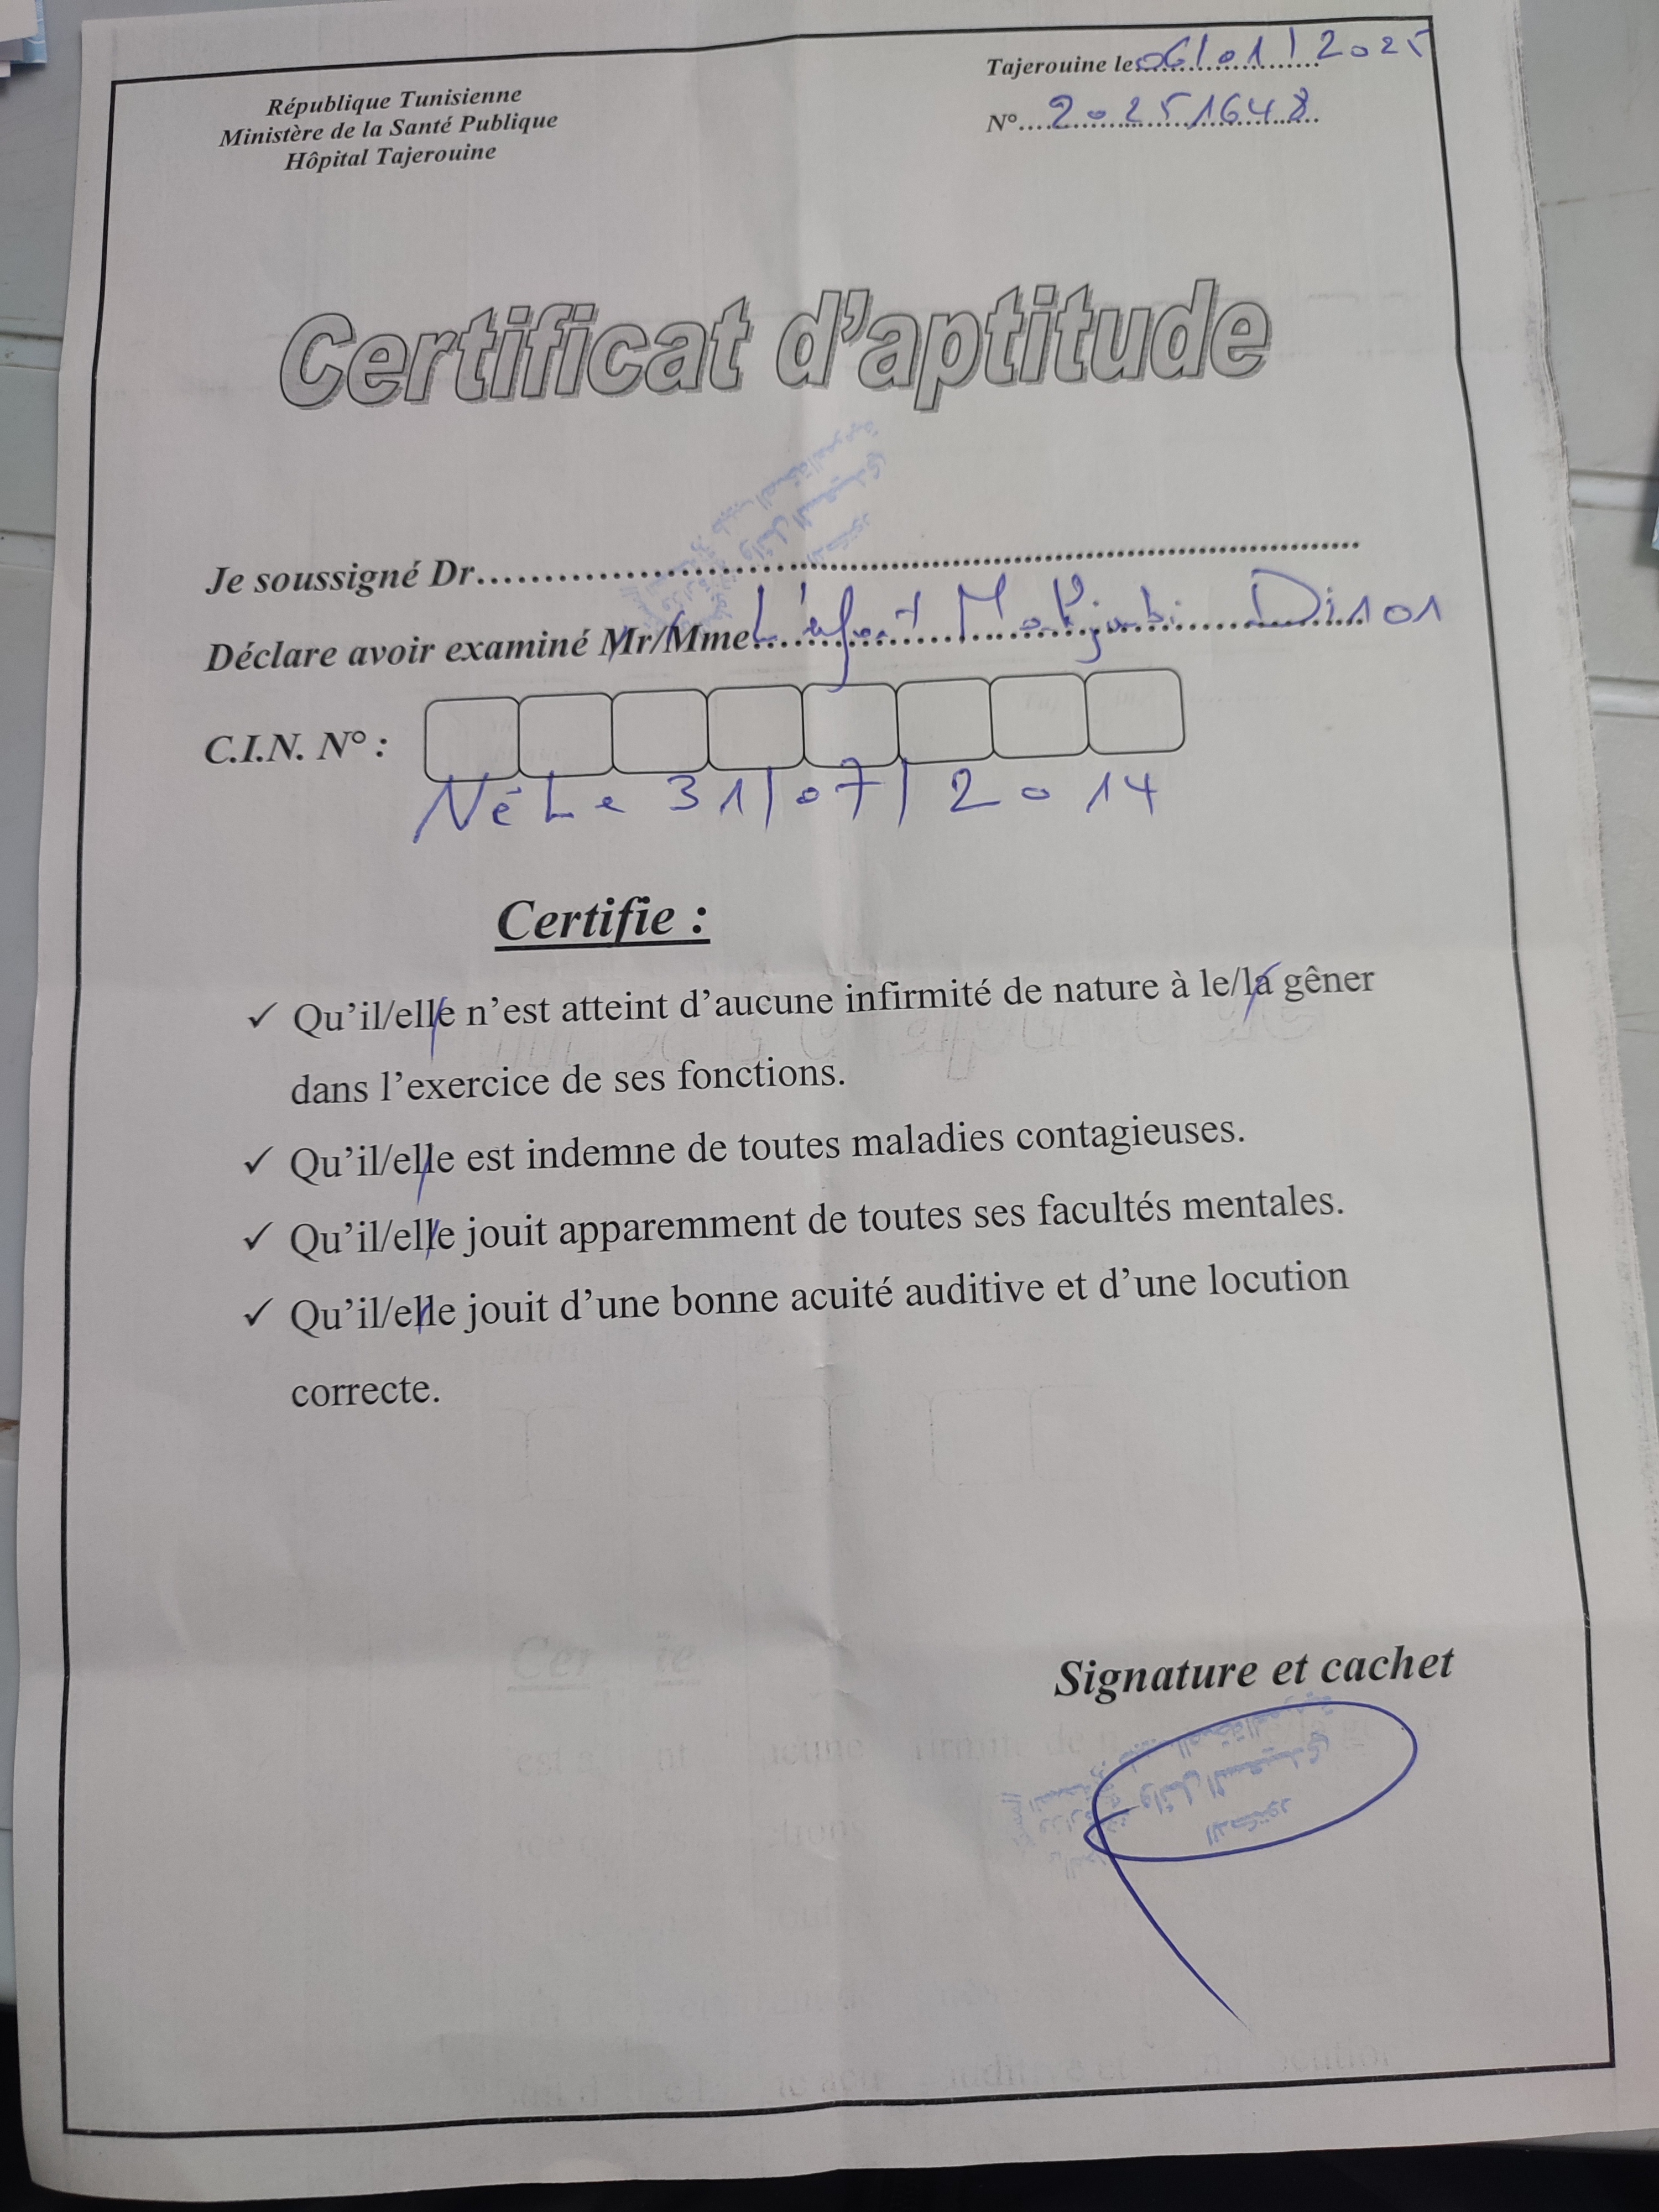 République Tunisienne
Ministère de la Santé Publique
Hôpital Tajerouine
Tajerouine le 06/01/2025
N° 20251648
Certificat d'aptitude
Je soussigné Dr
Déclare avoir examiné Mr/Mme L'enfant
C.I.N. N° :
Né Le 31/07/2014
Certifie :
✓ Qu'il/elle n'est atteint d'aucune infirmité de nature à le/la gêner
dans l'exercice de ses fonctions.
✓ Qu'il/elle est indemne de toutes maladies contagieuses.
✓ Qu'il/elle jouit apparemment de toutes ses facultés mentales.
✓ Qu'il/elle jouit d'une bonne acuité auditive et d'une locution
correcte.
Signature et cachet
الدكتور